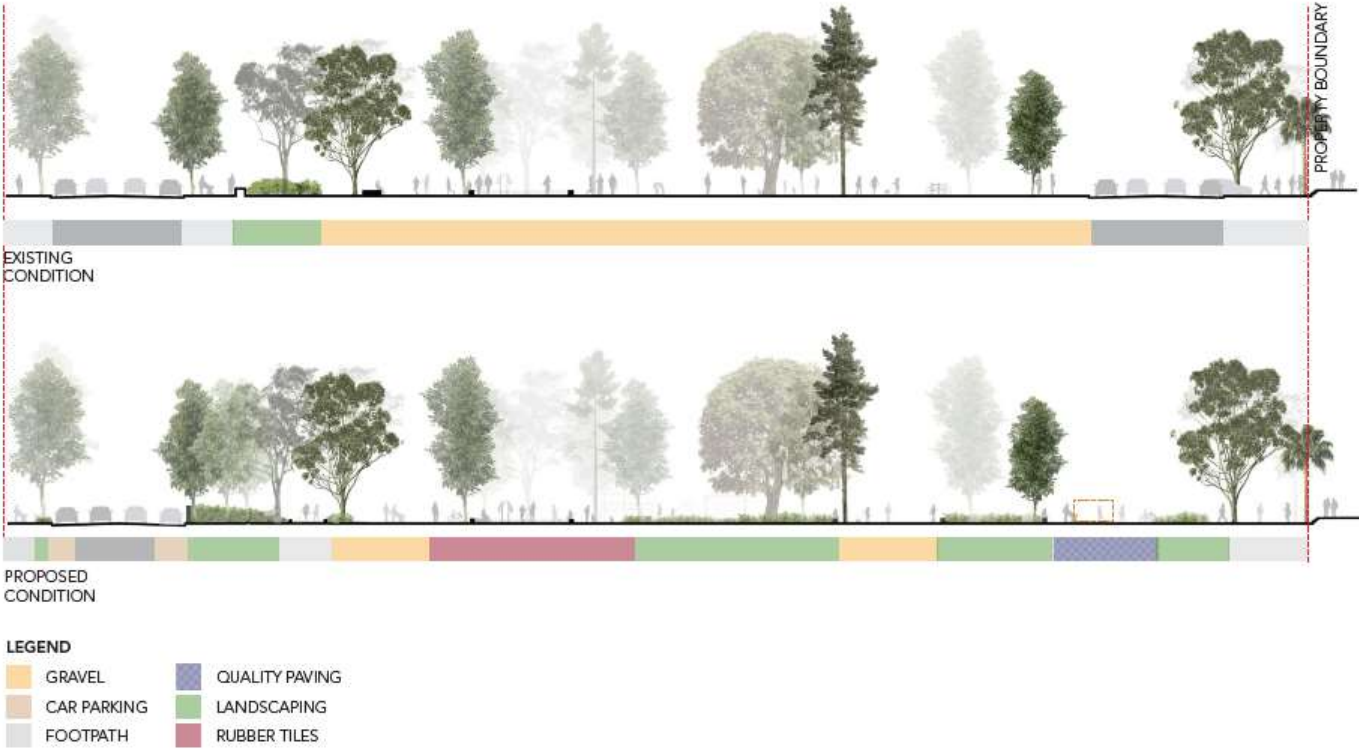 PROPERTY BOUNDARY
EXISTING
CONDITION
PROPOSED
CONDITION
LEGEND
GRAVEL
QUALITY PAVING
CAR PARKING
LANDSCAPING
FOOTPATH
RUBBER TILES